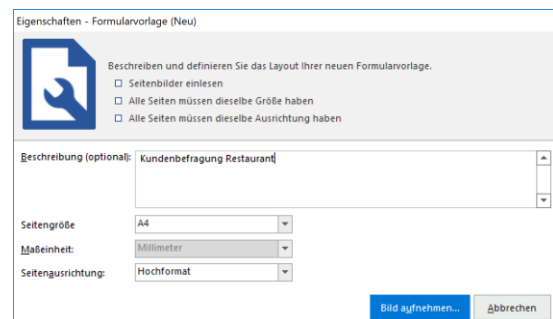 Eigenschaften - Formularvorlage (Neu)
Beschreiben und definieren Sie das Layout Ihrer neuen Formularvorlage.
Seitenbilder einlesen
Alle Seiten müssen dieselbe Größe haben
Alle Seiten müssen dieselbe Ausrichtung haben
Beschreibung (optional): Kundenbefragung Restaurant
Seitengröße A4
Maßeinheit: Millimeter
Seitenausrichtung: Hochformat
Bild aufnehmen... Abbrechen